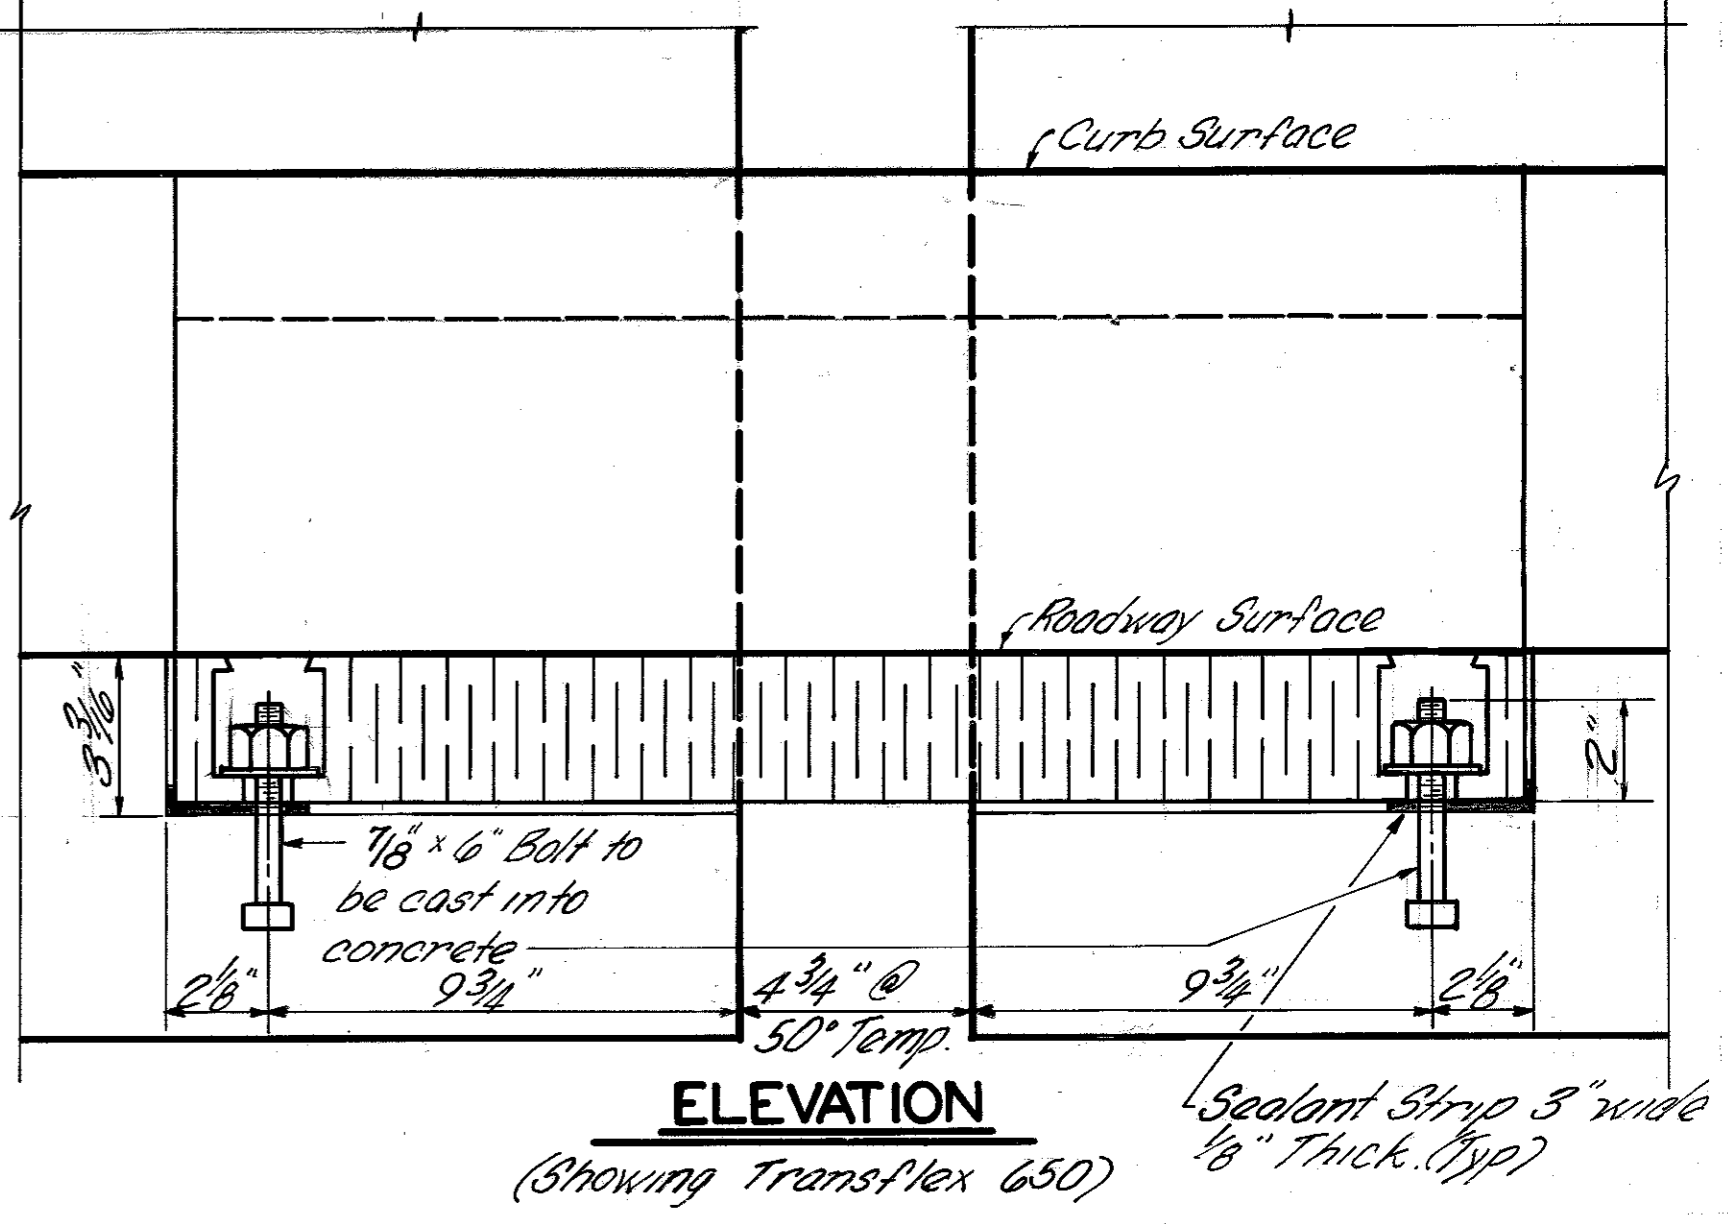 Curb Surface
Roadway Surface
3 3/16"
2"
7/8" x 6" Bolt to
be cast into
concrete
2 1/8"
9 3/4"
4 3/4" @
50° Temp.
9 3/4"
2 1/8"
ELEVATION
(Showing Transflex 650)
Sealant Strip 3" wide
1/8" Thick. (Typ)